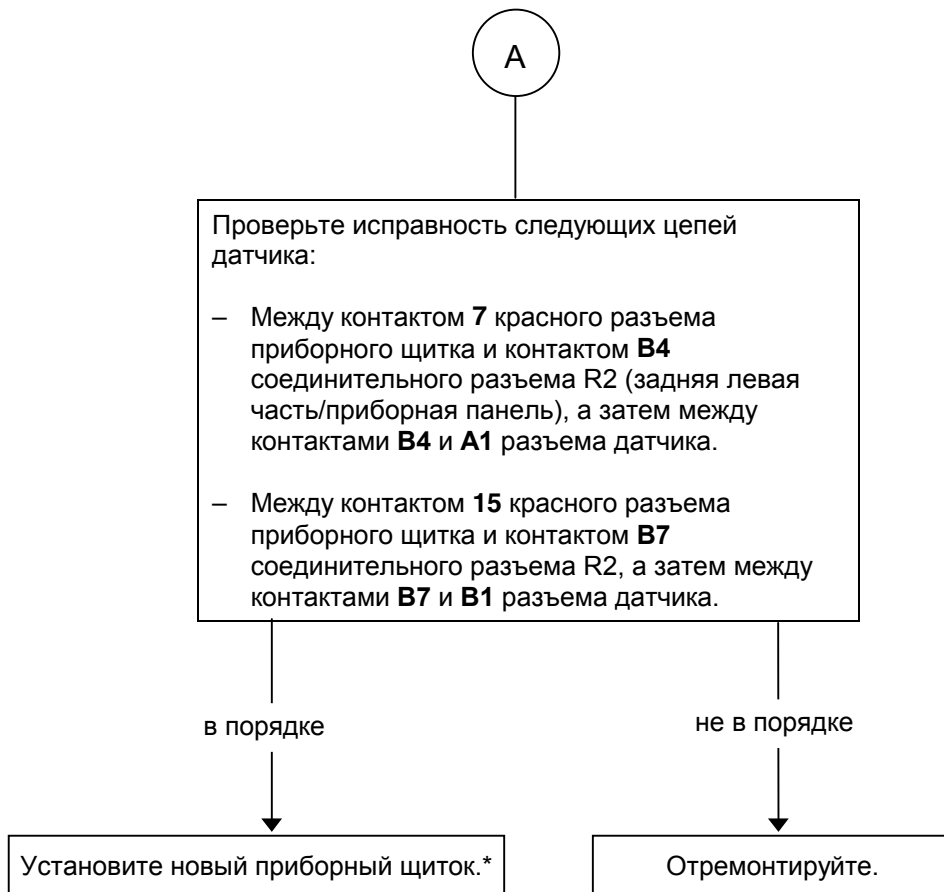 A
Проверьте исправность следующих цепей
датчика:
– Между контактом 7 красного разъема
приборного щитка и контактом B4
соединительного разъема R2 (задняя левая
часть/приборная панель), а затем между
контактами B4 и A1 разъема датчика.
– Между контактом 15 красного разъема
приборного щитка и контактом B7
соединительного разъема R2, а затем между
контактами B7 и B1 разъема датчика.
в порядке
не в порядке
Установите новый приборный щиток.*
Отремонтируйте.